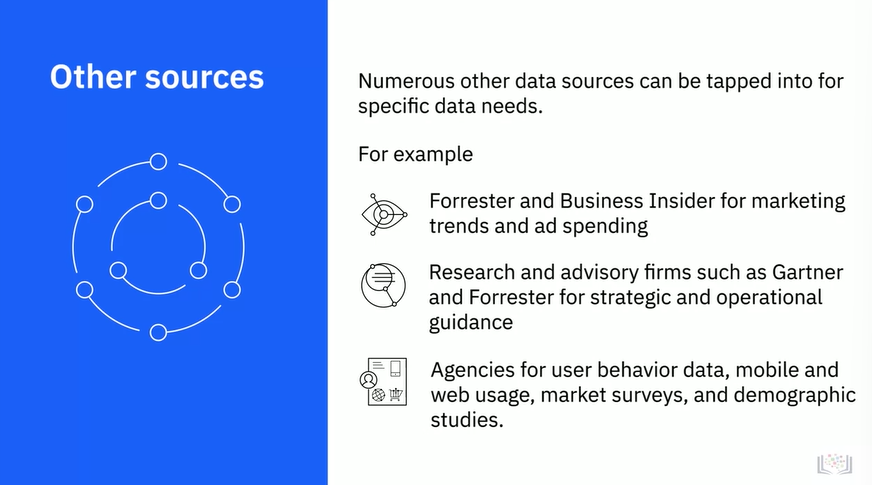 Other sources
Numerous other data sources can be tapped into for
specific data needs.
For example
Forrester and Business Insider for marketing
trends and ad spending
Research and advisory firms such as Gartner
and Forrester for strategic and operational
guidance
Agencies for user behavior data, mobile and
web usage, market surveys, and demographic
studies.